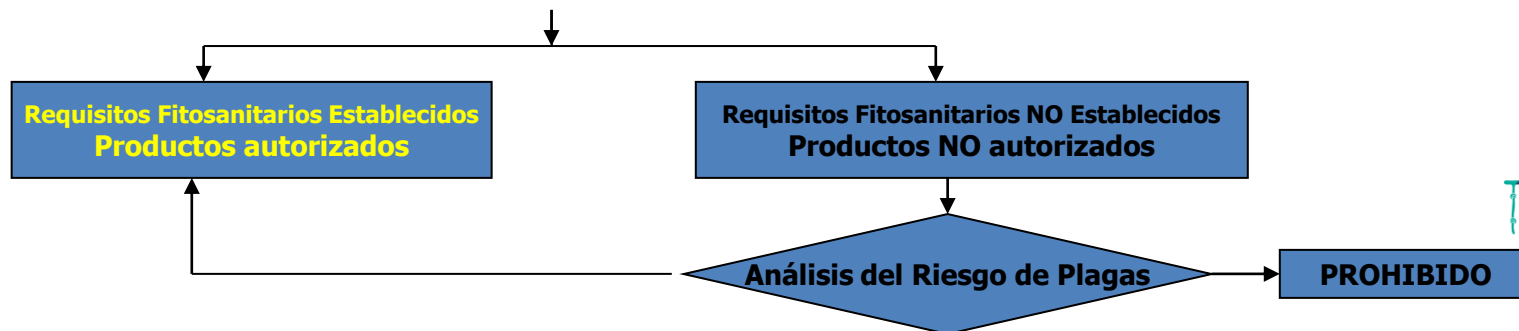 Requisitos Fitosanitarios Establecidos
Productos autorizados
Requisitos Fitosanitarios NO Establecidos
Productos NO autorizados
Análisis del Riesgo de Plagas
PROHIBIDO